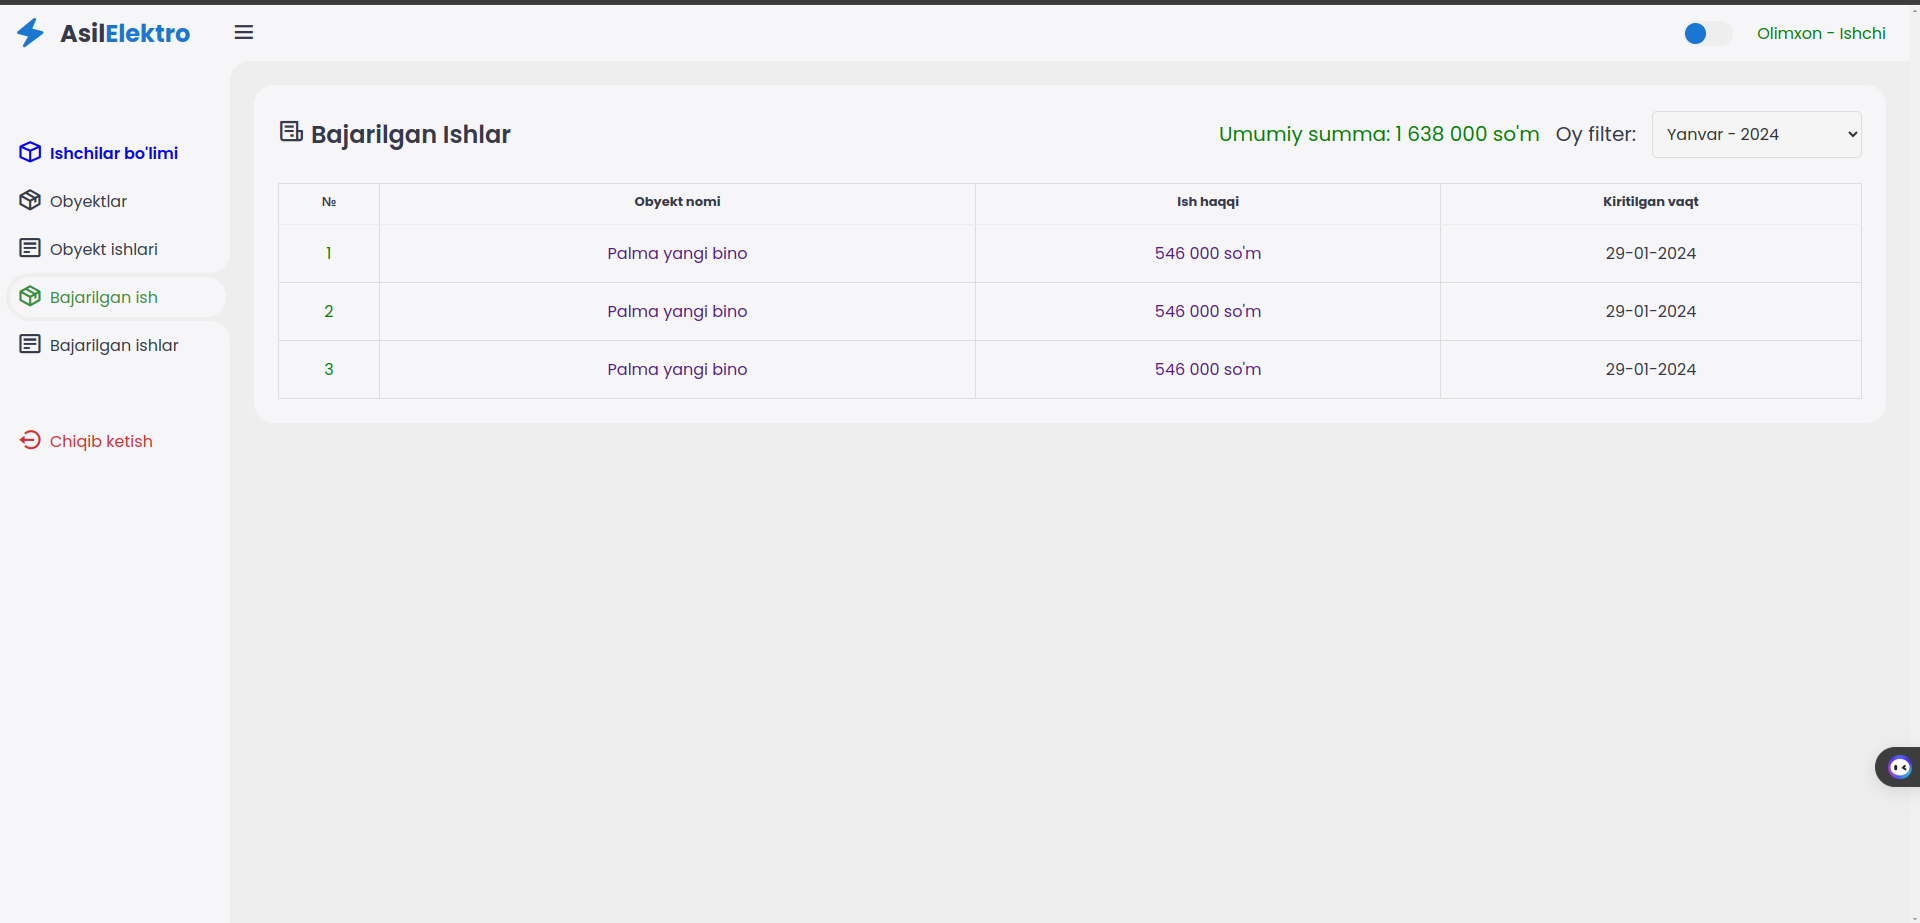 AsilElektro
Olimxon - Ishchi
Ishchilar bo'limi
Obyektlar
Obyekt ishlari
Bajarilgan ish
Bajarilgan ishlar
Chiqib ketish
Bajarilgan Ishlar
Umumiy summa: 1 638 000 so'm Oy filter: Yanvar - 2024
№ Obyekt nomi Ish haqqi Kiritilgan vaqt
1 Palma yangi bino 546 000 so'm 29-01-2024
2 Palma yangi bino 546 000 so'm 29-01-2024
3 Palma yangi bino 546 000 so'm 29-01-2024